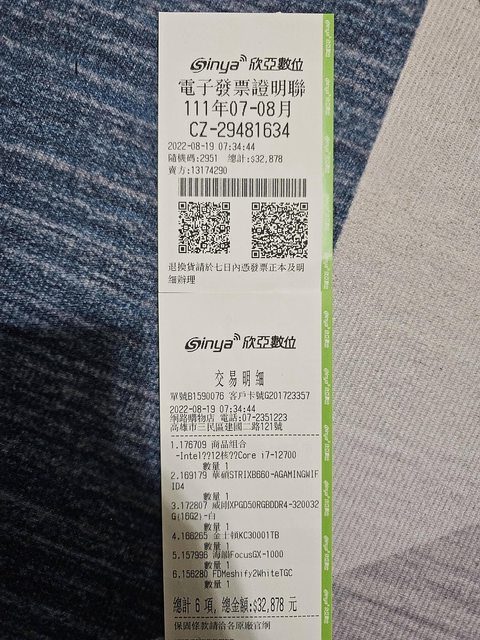 Sinya 欣亞數位
電子發票證明聯
111年07-08月
CZ-29481634
2022-08-19 07:34:44
隨機碼:2951 總計:$32,878
賣方:13174290
退換貨請於七日內憑發票正本及明
細辦理
Sinya 欣亞數位
交易明細
單號B1590076 客戶卡號G201723357
2022-08-19 07:34:44
網路購物店 電話:07-2351223
高雄市三民區建國二路121號
1.176709 商品組合
-Intel??12核??Core i7-12700
數量 1
2.169179 華碩STRIXB660-AGAMINGWIF
ID4
數量 1
3.172807 威剛XPGD50RGBDDR4-320032
G(16G2)-白
數量 1
4.166265 金士頓KC30001TB
數量 1
5.157996 海韻FocusGX-1000
數量 1
6.156280 FDMeshify2WhiteTGC
數量 1
總計 6 項, 總金額:$32,878 元
保固條款請洽各原廠官網